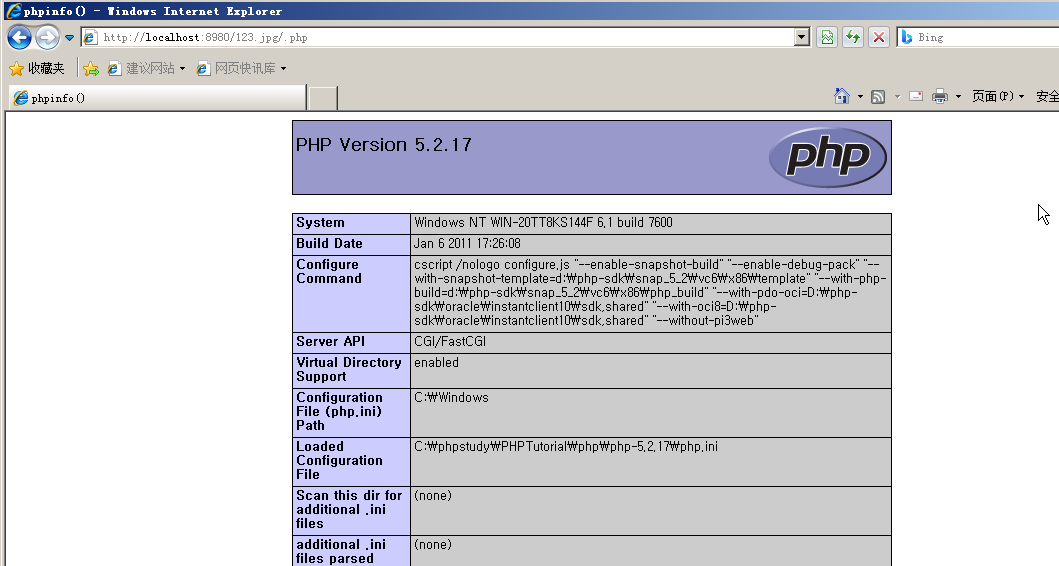 phpinfo() - Windows Internet Explorer
http://localhost:8980/123.jpg/.php
Bing
收藏夹
建议网站
网页快讯库
phpinfo()
页面(P)
安全
PHP Version 5.2.17
php
System
Windows NT WIN-20TT8KS144F 6.1 build 7600
Build Date
Jan 6 2011 17:26:08
Configure
Command
cscript /nologo configure.js "--enable-snapshot-build" "--enable-debug-pack" "--
with-snapshot-template=d:₩php-sdk₩snap_5_2₩vc6₩x86₩template" "--with-php-
build=d:₩php-sdk₩snap_5_2₩vc6₩x86₩php_build" "--with-pdo-oci=D:₩php-
sdk₩oracle₩instantclient10₩sdk,shared" "--with-oci8=D:₩php-
sdk₩oracle₩instantclient10₩sdk,shared" "--without-pi3web"
Server API
CGI/FastCGI
Virtual Directory
Support
enabled
Configuration
File (php.ini)
Path
C:₩Windows
Loaded
Configuration
File
C:₩phpstudy₩PHPTutorial₩php₩php-5.2.17₩php.ini
Scan this dir for
additional .ini
files
(none)
additional .ini
files parsed
(none)